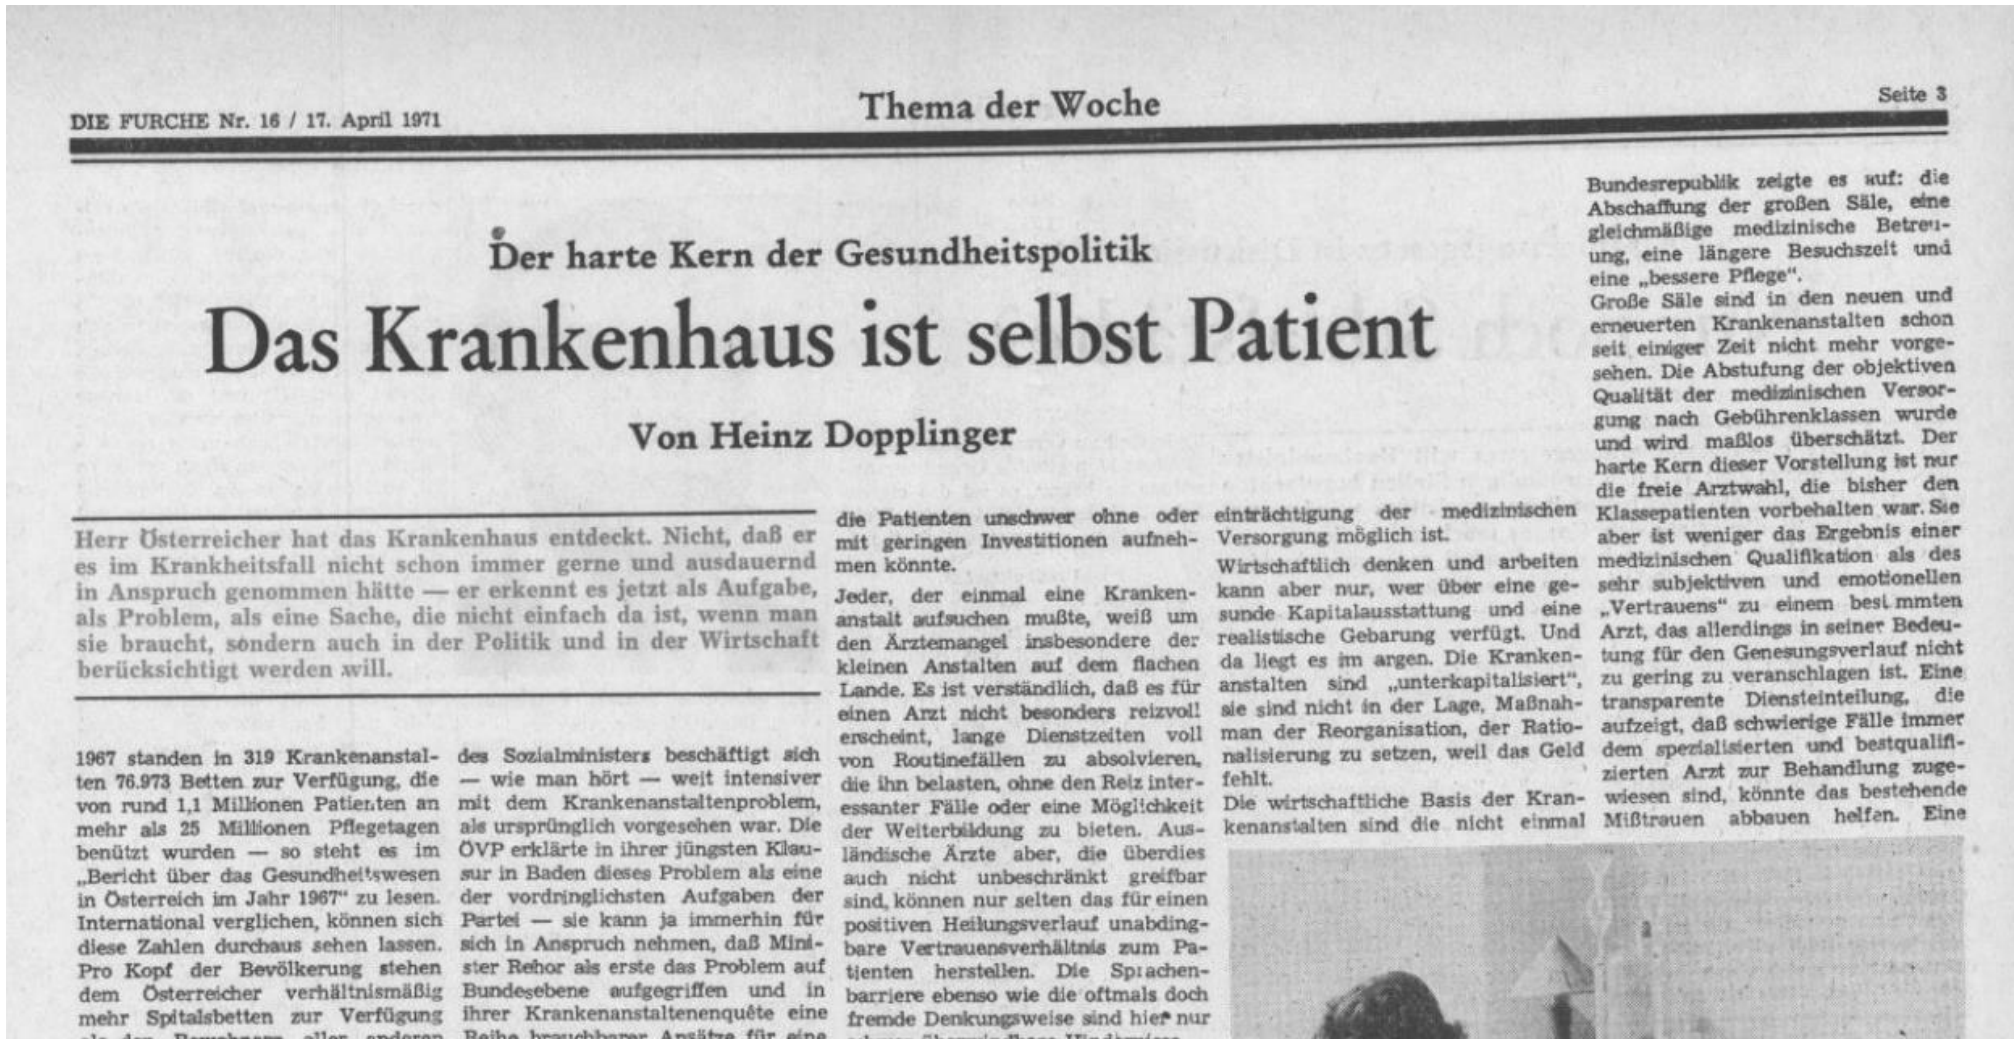 DIE FURCHE Nr. 16 / 17. April 1971
Thema der Woche
Seite 3
Der harte Kern der Gesundheitspolitik
Das Krankenhaus ist selbst Patient
Von Heinz Dopplinger
Herr Österreicher hat das Krankenhaus entdeckt. Nicht, daß er
es im Krankheitsfall nicht schon immer gerne und ausdauernd
in Anspruch genommen hätte — er erkennt es jetzt als Aufgabe,
als Problem, als eine Sache, die nicht einfach da ist, wenn man
sie braucht, sondern auch in der Politik und in der Wirtschaft
berücksichtigt werden will.
1967 standen in 319 Krankenanstal-
ten 76.973 Betten zur Verfügung, die
von rund 1,1 Millionen Patienten an
mehr als 25 Millionen Pflegetagen
benützt wurden — so steht es im
„Bericht über das Gesundheitswesen
in Österreich im Jahr 1967“ zu lesen.
International verglichen, können sich
diese Zahlen durchaus sehen lassen.
Pro Kopf der Bevölkerung stehen
dem Österreicher verhältnismäßig
mehr Spitalsbetten zur Verfügung
als den Bewohnern aller anderen
des Sozialministers beschäftigt sich
— wie man hört — weit intensiver
mit dem Krankenanstaltenproblem,
als ursprünglich vorgesehen war. Die
ÖVP erklärte in ihrer jüngsten Klau-
sur in Baden dieses Problem als eine
der vordringlichsten Aufgaben der
Partei — sie kann ja immerhin für
sich in Anspruch nehmen, daß Mini-
ster Rehor als erste das Problem auf
Bundesebene aufgegriffen und in
ihrer Krankenanstaltenenquête eine
Reihe brauchbarer Ansätze für eine
die Patienten unschwer ohne oder
mit geringen Investitionen aufneh-
men könnte.
Jeder, der einmal eine Kranken-
anstalt aufsuchen mußte, weiß um
den Ärztemangel insbesondere der
kleinen Anstalten auf dem flachen
Lande. Es ist verständlich, daß es für
einen Arzt nicht besonders reizvoll
erscheint, lange Dienstzeiten voll
von Routinefällen zu absolvieren,
die ihn belasten, ohne den Reiz inter-
essanter Fälle oder eine Möglichkeit
der Weiterbildung zu bieten. Aus-
ländische Ärzte aber, die überdies
auch nicht unbeschränkt greifbar
sind, können nur selten das für einen
positiven Heilungsverlauf unabding-
bare Vertrauensverhältnis zum Pa-
tienten herstellen. Die Sprachen-
barriere ebenso wie die oftmals doch
fremde Denkungsweise sind hier nur
einträchtigung der medizinischen
Versorgung möglich ist.
Wirtschaftlich denken und arbeiten
kann aber nur, wer über eine ge-
sunde Kapitalausstattung und eine
realistische Gebarung verfügt. Und
da liegt es im argen. Die Kranken-
anstalten sind „unterkapitalisiert“,
sie sind nicht in der Lage, Maßnah-
man der Reorganisation, der Ratio-
nalisierung zu setzen, weil das Geld
fehlt.
Die wirtschaftliche Basis der Kran-
kenanstalten sind die nicht einmal
Bundesrepublik zeigte es auf: die
Abschaffung der großen Säle, eine
gleichmäßige medizinische Betreu-
ung, eine längere Besuchszeit und
eine „bessere Pflege“.
Große Säle sind in den neuen und
erneuerten Krankenanstalten schon
seit einiger Zeit nicht mehr vorge-
sehen. Die Abstufung der objektiven
Qualität der medizinischen Versor-
gung nach Gebührenklassen wurde
und wird maßlos überschätzt. Der
harte Kern dieser Vorstellung ist nur
die freie Arztwahl, die bisher den
Klassepatienten vorbehalten war. Sie
aber ist weniger das Ergebnis einer
medizinischen Qualifikation als des
sehr subjektiven und emotionellen
„Vertrauens“ zu einem bestimmten
Arzt, das allerdings in seiner Bedeu-
tung für den Genesungsverlauf nicht
zu gering zu veranschlagen ist. Eine
transparente Diensteinteilung, die
aufzeigt, daß schwierige Fälle immer
dem spezialisierten und bestqualifi-
zierten Arzt zur Behandlung zuge-
wiesen sind, könnte das bestehende
Mißtrauen abbauen helfen. Eine